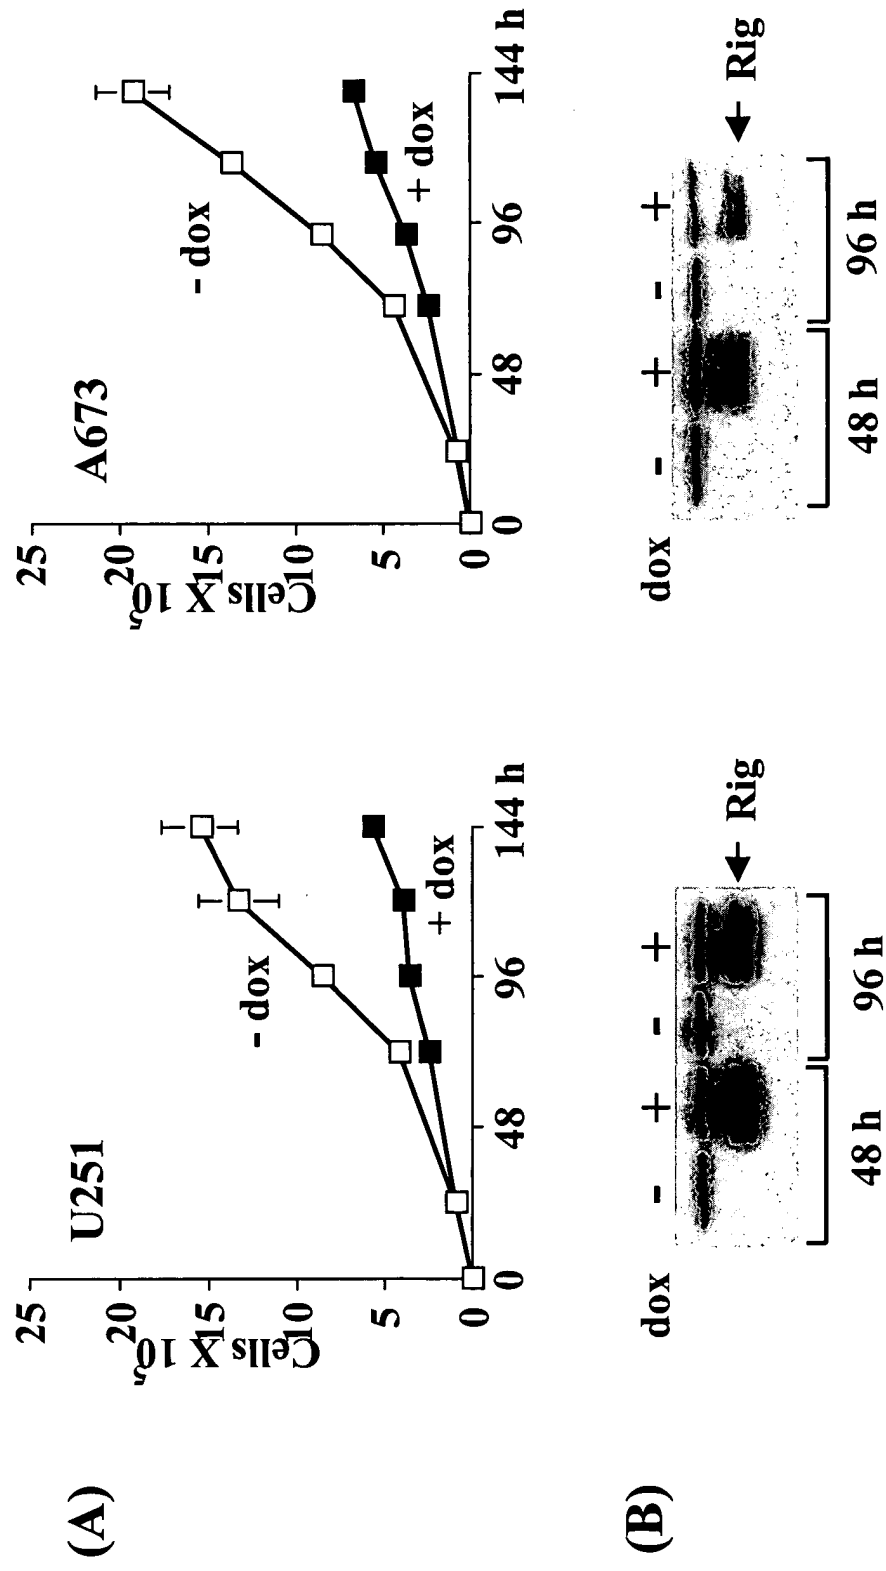 (A)
U251
25
20
15
10
5
0
Cells X 10⁵
- dox
+ dox
0 48 96 144 h
A673
25
20
15
10
5
0
Cells X 10⁵
- dox
+ dox
0 48 96 144 h
(B)
dox - + - +
Rig
48 h 96 h
dox - + - +
Rig
48 h 96 h